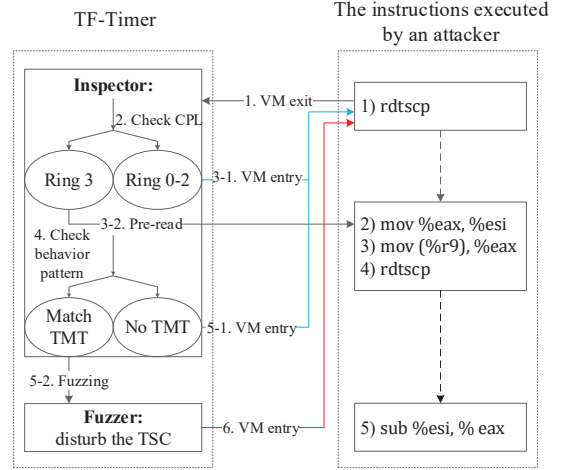 TF-Timer
The instructions executed
by an attacker
Inspector:
1. VM exit
1) rdtscp
2. Check CPL
Ring 3
Ring 0-2
3-1. VM entry
3-2. Pre-read
2) mov %eax, %esi
3) mov (%r9), %eax
4) rdtscp
4. Check
behavior
pattern
Match
TMT
No TMT
5-1. VM entry
5-2. Fuzzing
Fuzzer:
disturb the TSC
6. VM entry
5) sub %esi, % eax